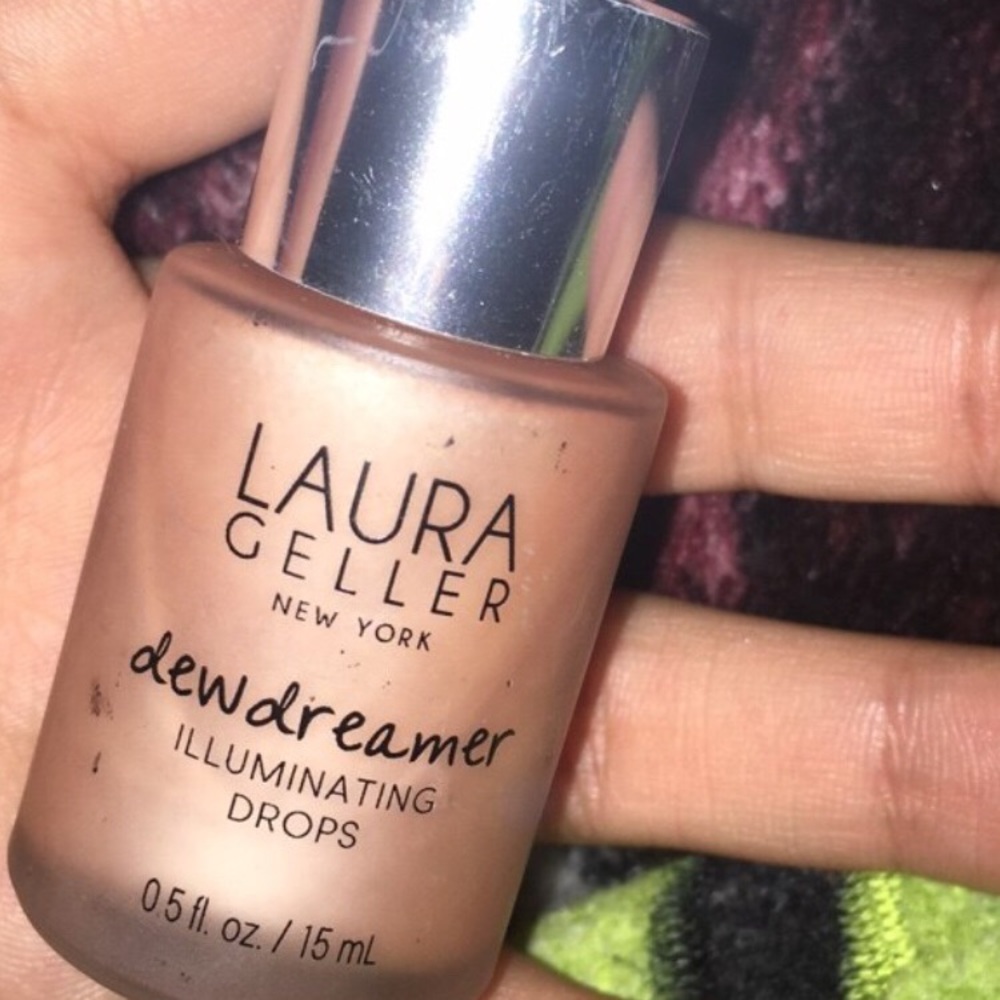 LAURA
GELLER
NEW YORK
dewdreamer
ILLUMINATING
DROPS
0.5 fl. oz. / 15 mL